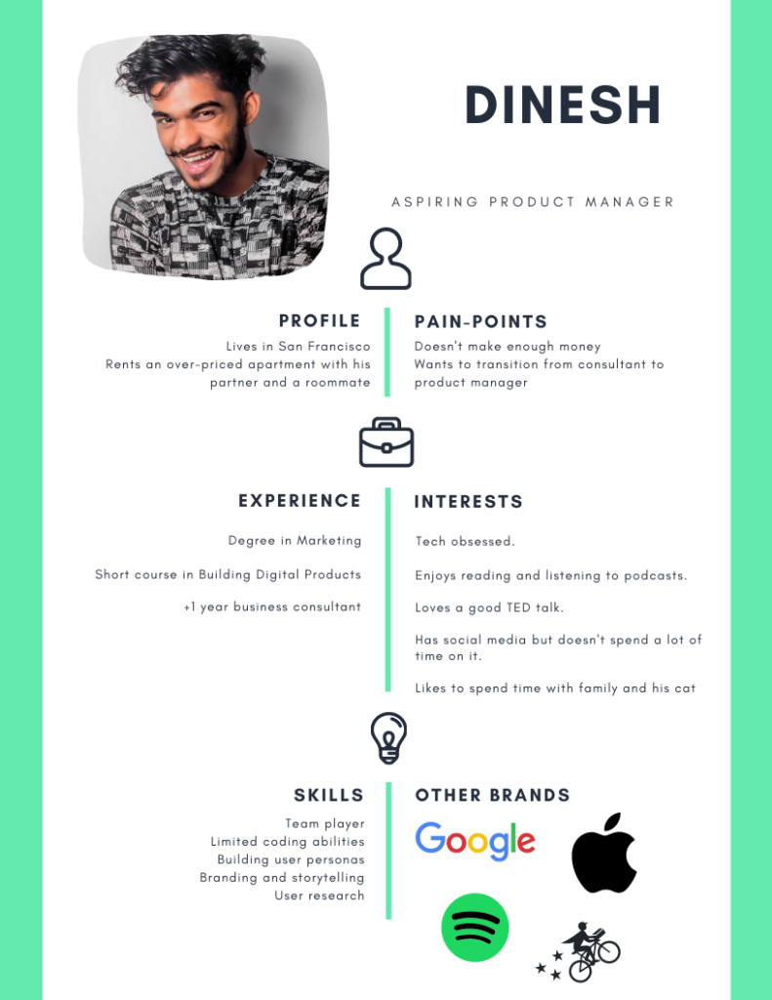 DINESH
ASPIRING PRODUCT MANAGER
PROFILE
Lives in San Francisco
Rents an over-priced apartment with his
partner and a roommate
PAIN-POINTS
Doesn't make enough money
Wants to transition from consultant to
product manager
EXPERIENCE
Degree in Marketing
Short course in Building Digital Products
+1 year business consultant
INTERESTS
Tech obsessed.
Enjoys reading and listening to podcasts.
Loves a good TED talk.
Has social media but doesn't spend a lot of
time on it.
Likes to spend time with family and his cat
SKILLS
Team player
Limited coding abilities
Building user personas
Branding and storytelling
User research
OTHER BRANDS
Google